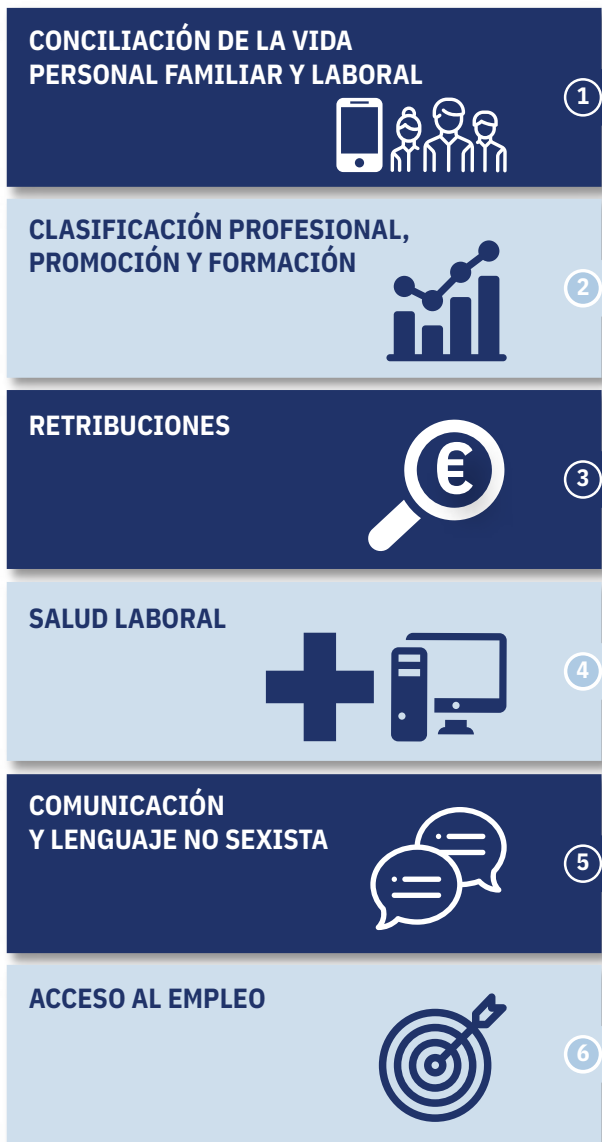 CONCILIACIÓN DE LA VIDA
PERSONAL FAMILIAR Y LABORAL
1
CLASIFICACIÓN PROFESIONAL,
PROMOCIÓN Y FORMACIÓN
2
RETRIBUCIONES
€
3
SALUD LABORAL
4
COMUNICACIÓN
Y LENGUAJE NO SEXISTA
5
ACCESO AL EMPLEO
6